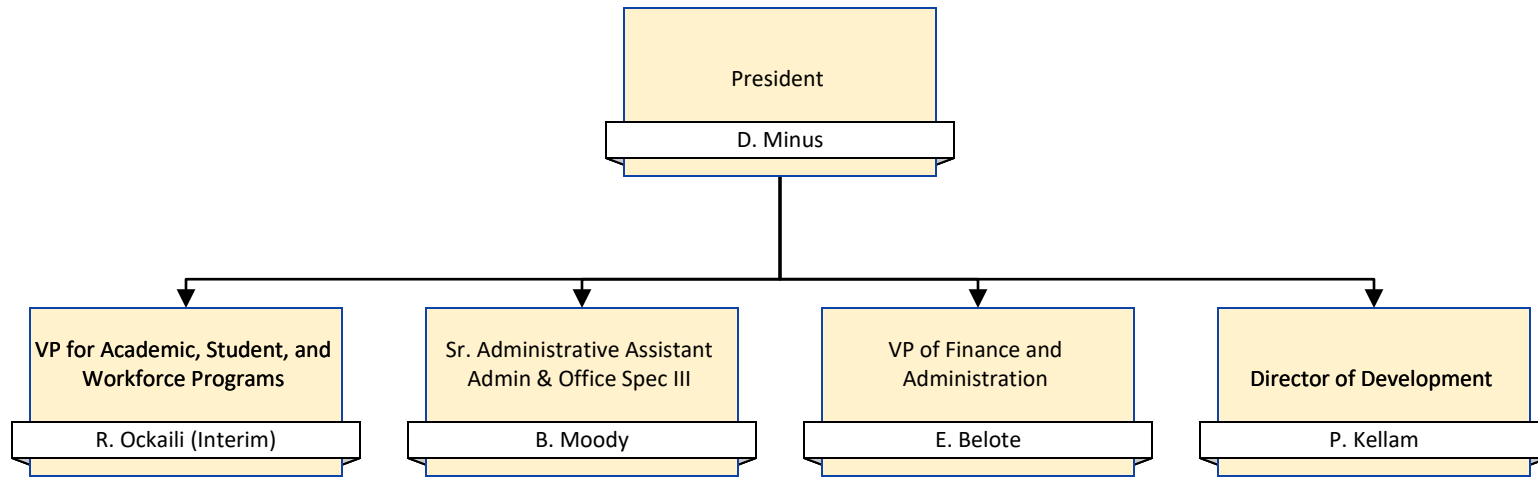 President
D. Minus
VP for Academic, Student, and
Workforce Programs
R. Ockaili (Interim)
Sr. Administrative Assistant
Admin & Office Spec III
B. Moody
VP of Finance and
Administration
E. Belote
Director of Development
P. Kellam